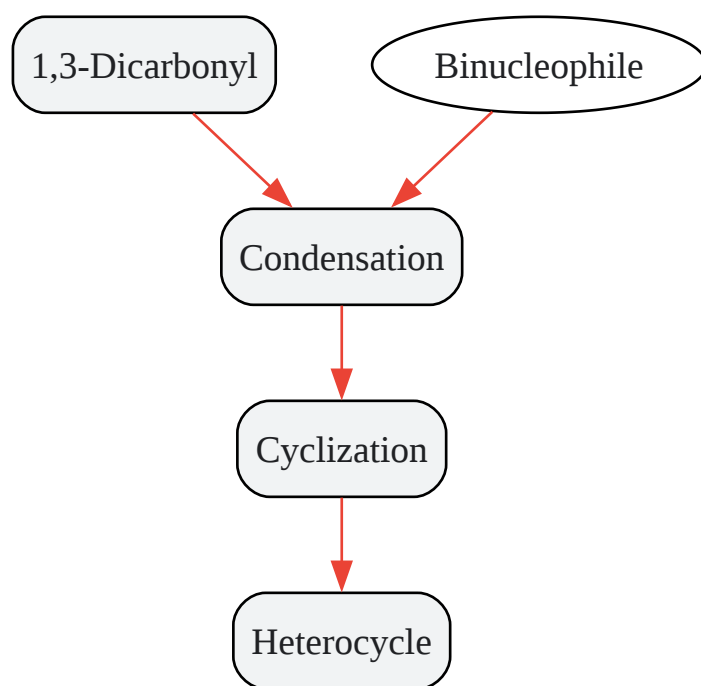 1,3-Dicarbonyl
Binucleophile
Condensation
Cyclization
Heterocycle